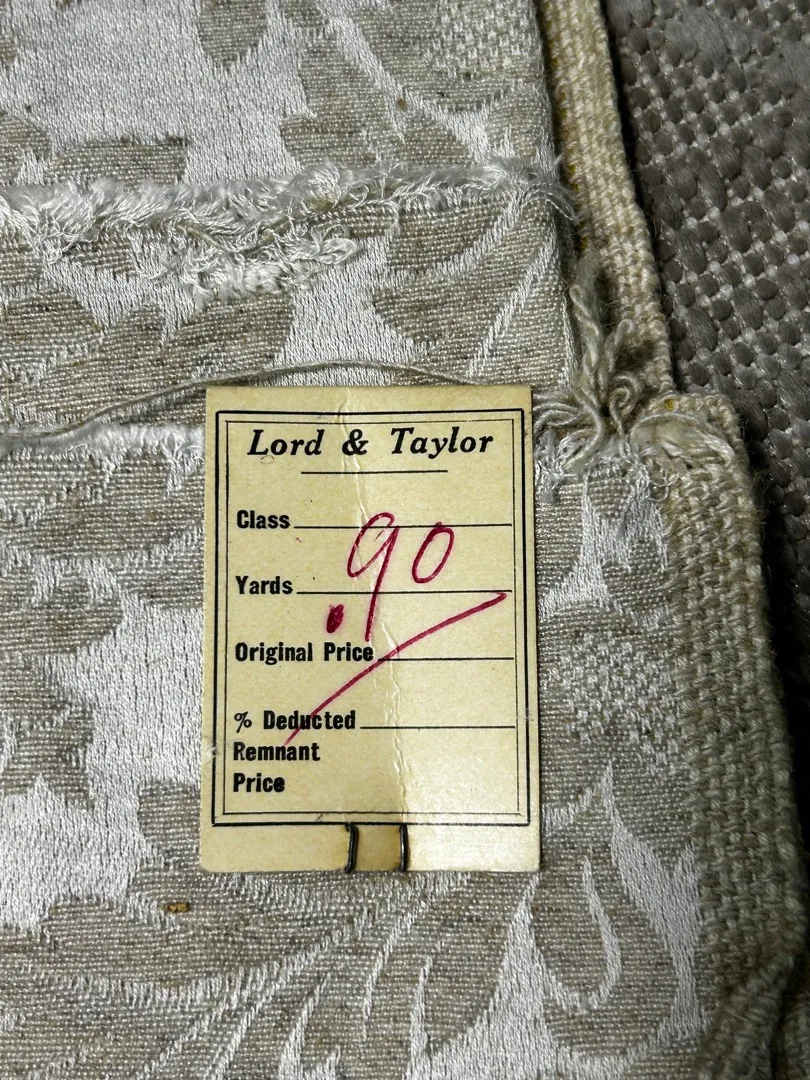 Lord & Taylor
Class
.90
Yards
Original Price
% Deducted
Remnant
Price